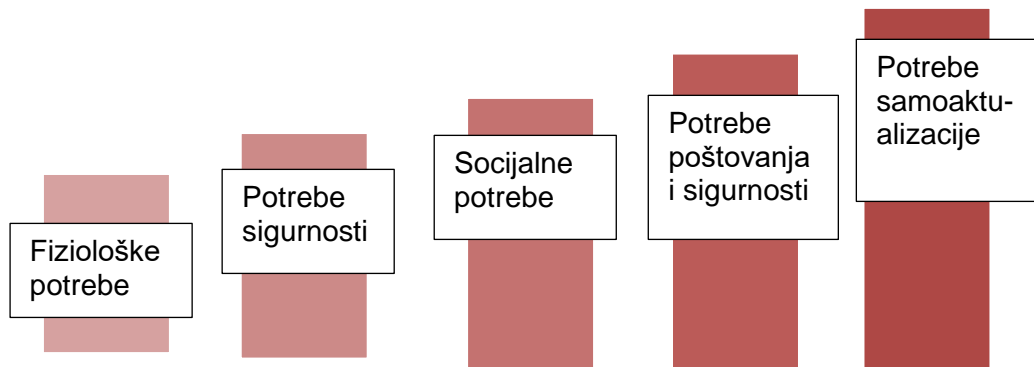 Fiziološke
potrebe
Potrebe
sigurnosti
Socijalne
potrebe
Potrebe
poštovanja
i sigurnosti
Potrebe
samoaktu-
alizacije